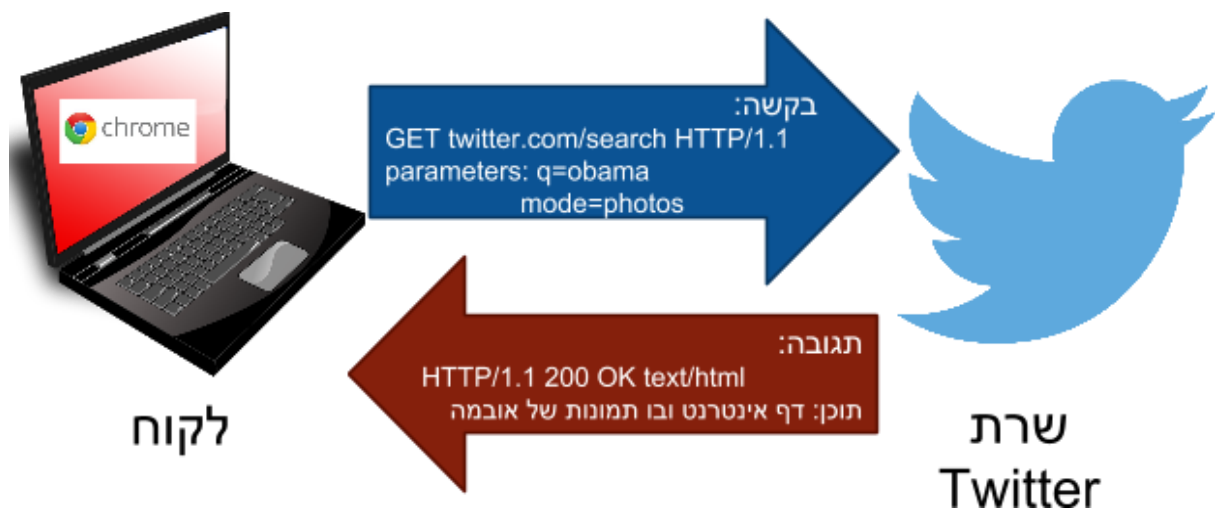 chrome
בקשה:
GET twitter.com/search HTTP/1.1
parameters: q=obama
mode=photos
תגובה:
HTTP/1.1 200 OK text/html
תוכן: דף אינטרנט ובו תמונות של אובמה
לקוח
שרת
Twitter